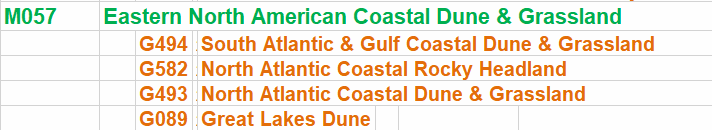 M057 Eastern North American Coastal Dune & Grassland
G494 South Atlantic & Gulf Coastal Dune & Grassland
G582 North Atlantic Coastal Rocky Headland
G493 North Atlantic Coastal Dune & Grassland
G089 Great Lakes Dune